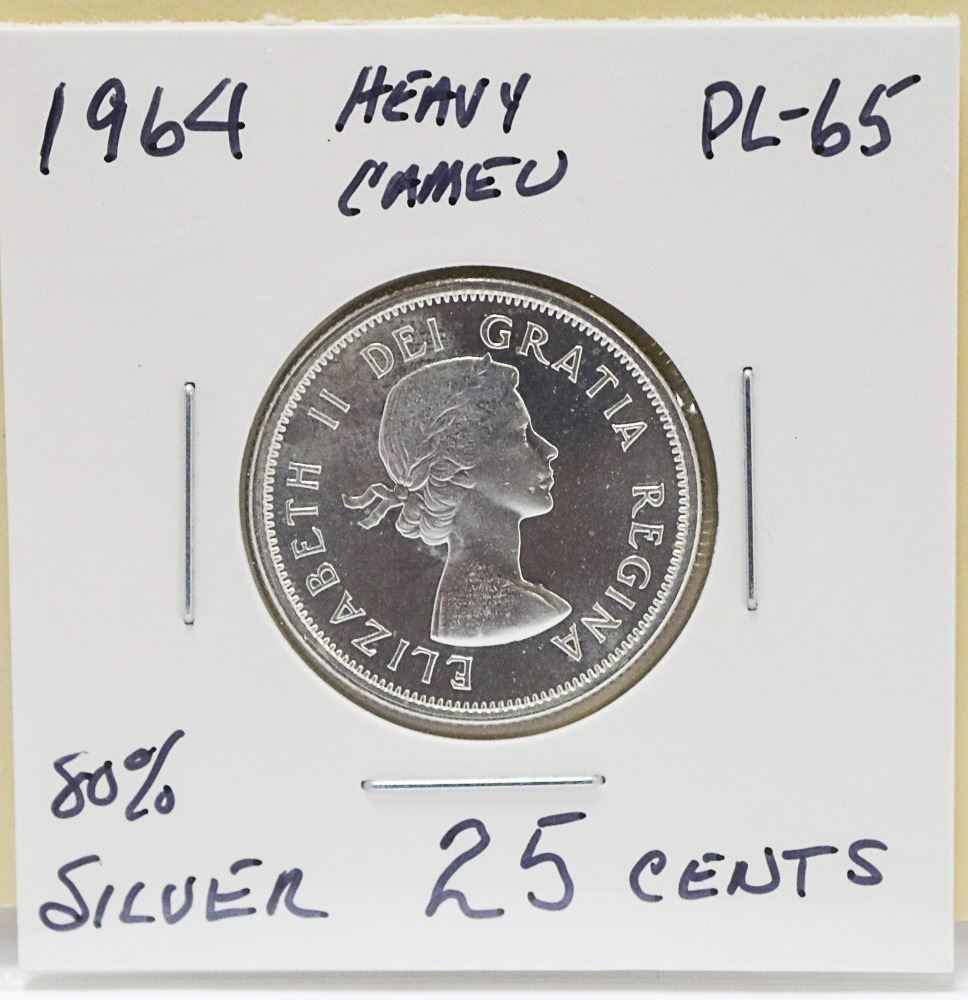 1964 HEAVY PL-65
CAMEO
ELIZABETH II DEI GRATIA REGINA
80%
SILVER 25 CENTS